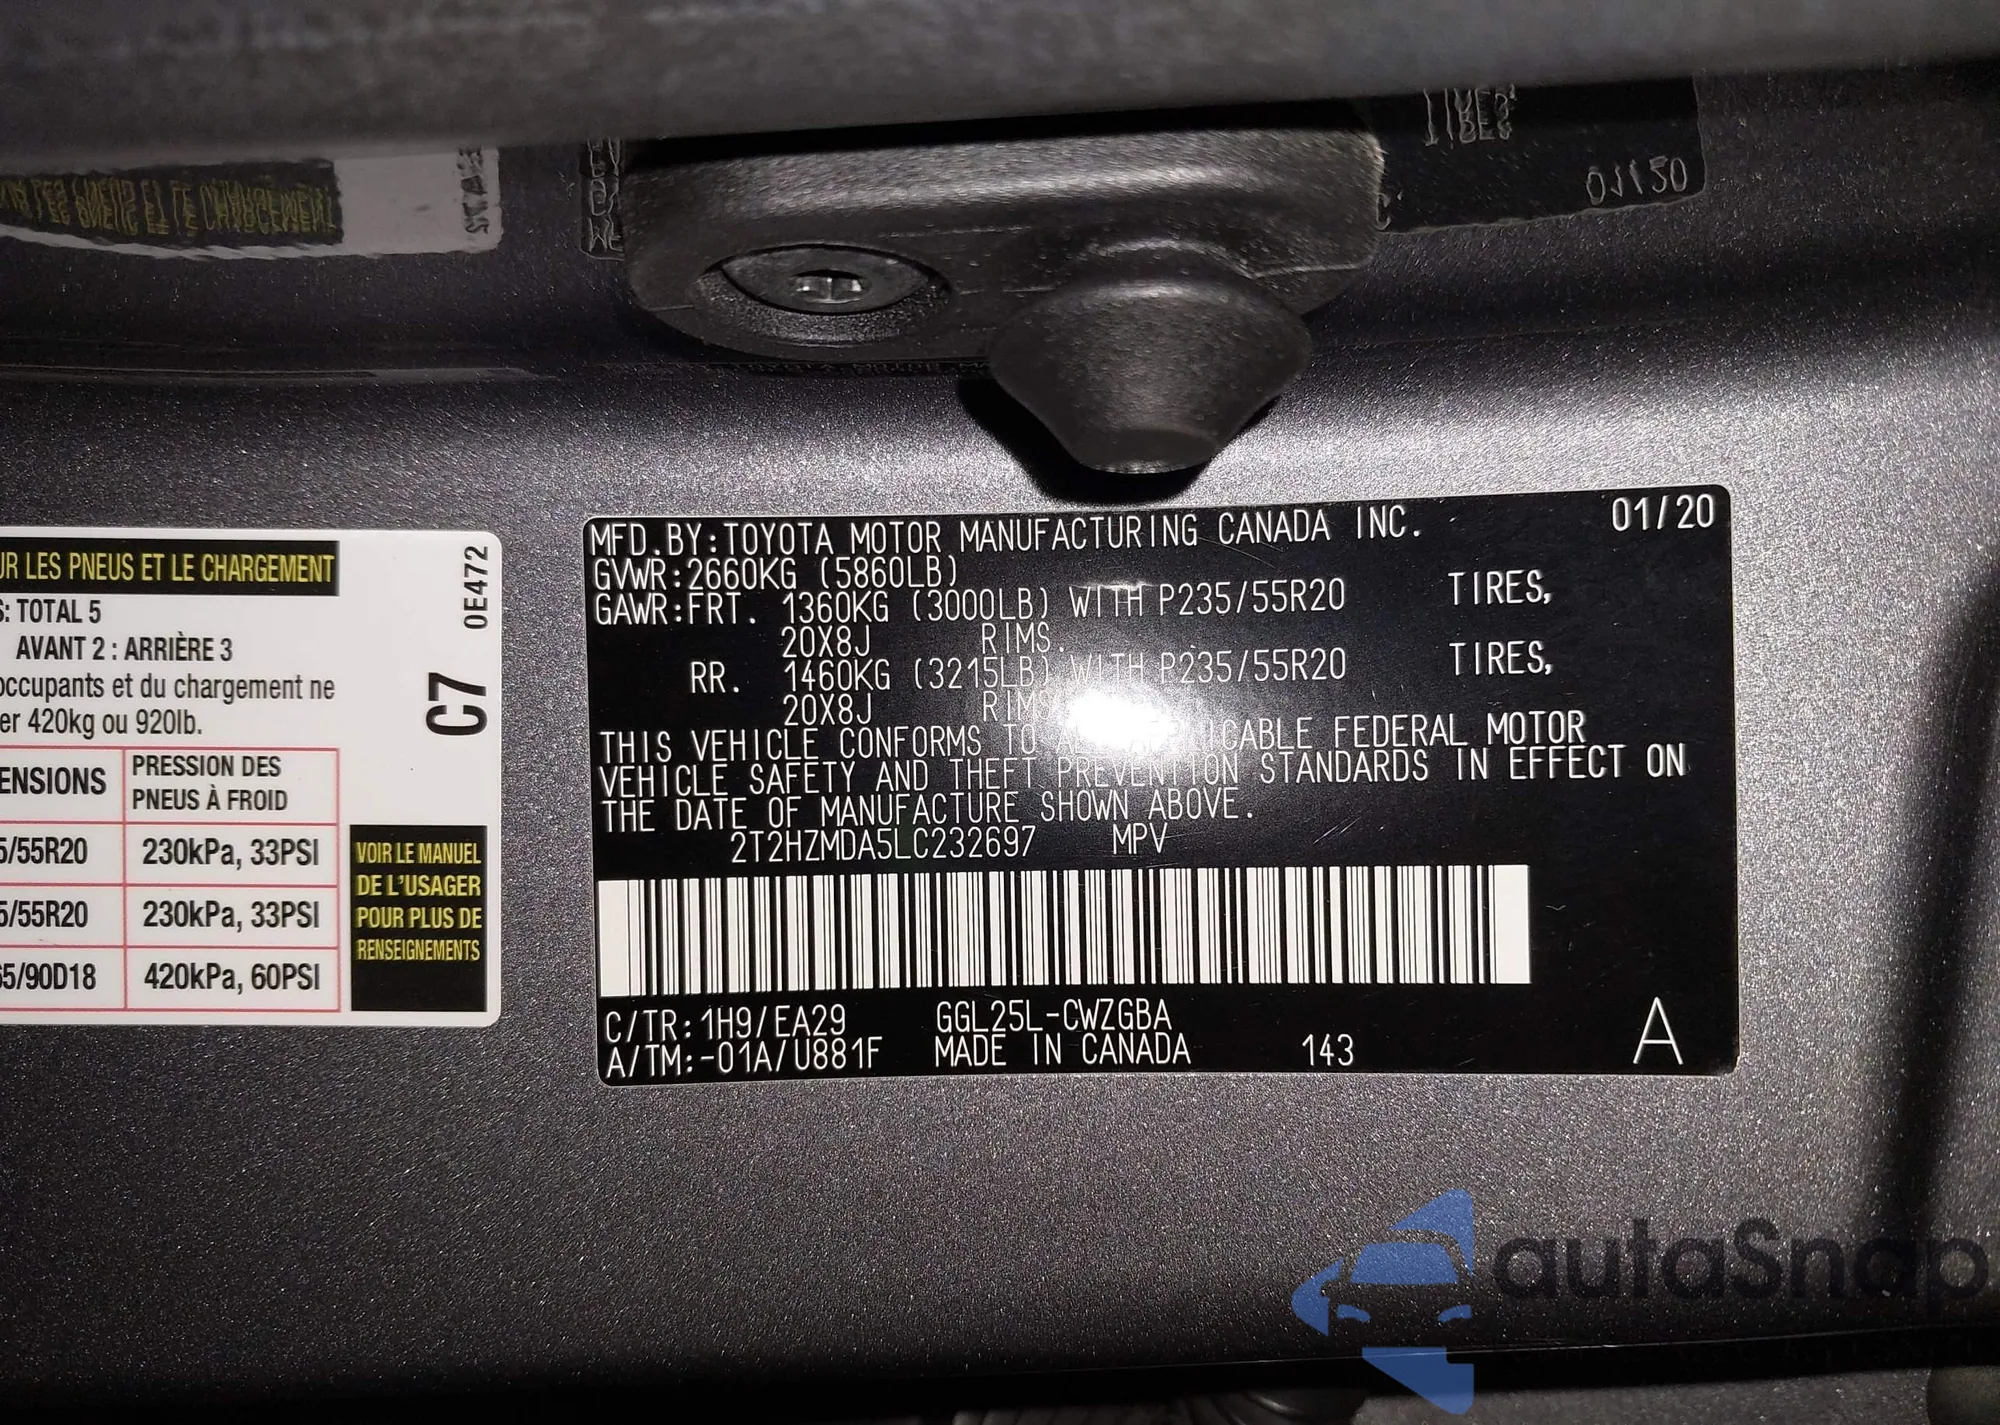 UR LES PNEUS ET LE CHARGEMENT
S: TOTAL 5
AVANT 2 : ARRIÈRE 3
occupants et du chargement ne
er 420kg ou 920lb.
ENSIONS
PRESSION DES
PNEUS À FROID
5/55R20
230kPa, 33PSI
5/55R20
230kPa, 33PSI
65/90D18
420kPa, 60PSI
0E472
C7
VOIR LE MANUEL
DE L'USAGER
POUR PLUS DE
RENSEIGNEMENTS
MFD.BY:TOYOTA MOTOR MANUFACTURING CANADA INC. 01/20
GVWR:2660KG (5860LB)
GAWR:FRT. 1360KG (3000LB) WITH P235/55R20 TIRES,
20X8J RIMS.
RR. 1460KG (3215LB) WITH P235/55R20 TIRES,
20X8J RIMS
THIS VEHICLE CONFORMS TO ALL APPLICABLE FEDERAL MOTOR
VEHICLE SAFETY AND THEFT PREVENTION STANDARDS IN EFFECT ON
THE DATE OF MANUFACTURE SHOWN ABOVE.
2T2HZMDA5LC232697 MPV
C/TR:1H9/EA29 GGL25L-CWZGBA
A/TM:-01A/U881F MADE IN CANADA 143 A
autaSnap